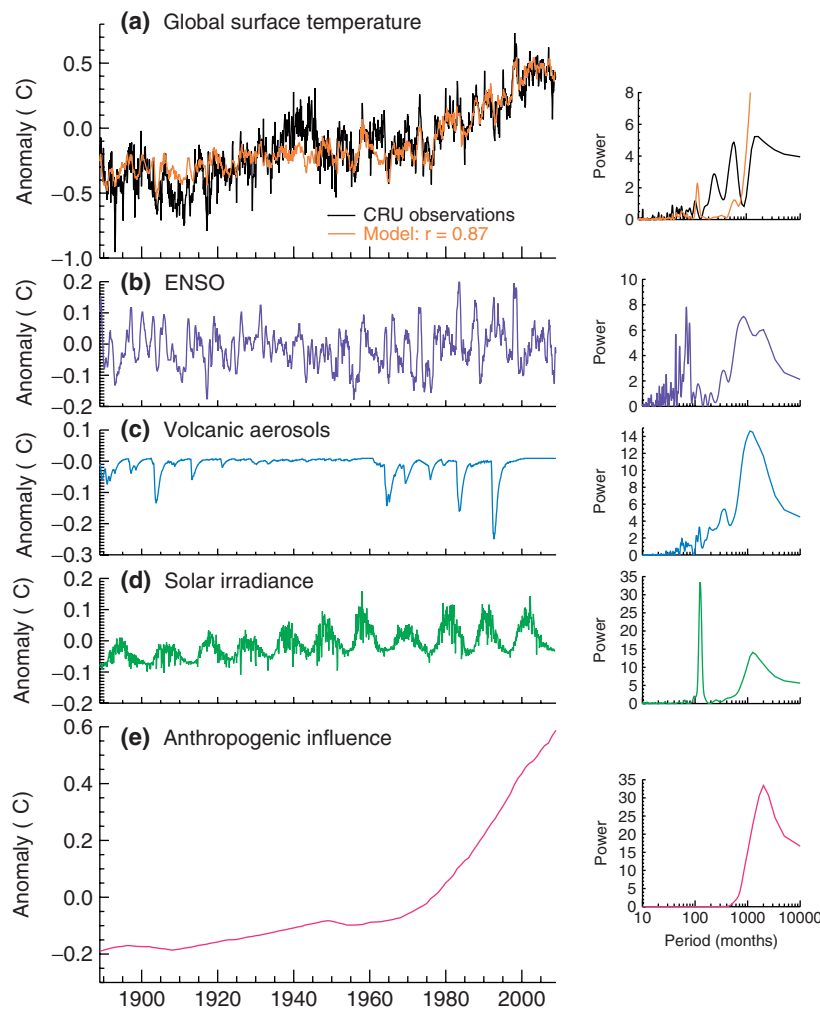 (a) Global surface temperature
Anomaly ( C)
0.5
0.0
−0.5
−1.0
CRU observations
Model: r = 0.87
Power
8
6
4
2
0
(b) ENSO
Anomaly ( C)
0.2
0.1
0.0
−0.1
−0.2
Power
10
8
6
4
2
0
(c) Volcanic aerosols
Anomaly ( C)
0.1
−0.0
−0.1
−0.2
−0.3
Power
14
12
10
8
6
4
2
0
(d) Solar irradiance
Anomaly ( C)
0.2
0.1
0.0
−0.1
−0.2
Power
35
30
25
20
15
10
5
0
(e) Anthropogenic influence
Anomaly ( C)
0.6
0.4
0.2
0.0
−0.2
1900 1920 1940 1960 1980 2000
Power
35
30
25
20
15
10
5
0
10 100 1000 10000
Period (months)